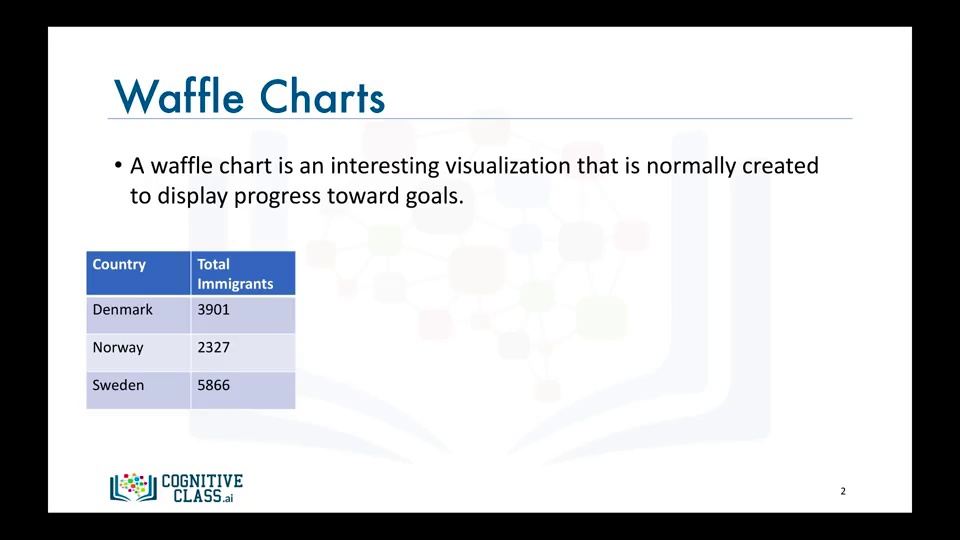 Waffle Charts
• A waffle chart is an interesting visualization that is normally created
to display progress toward goals.
Country Total
Immigrants
Denmark 3901
Norway 2327
Sweden 5866
COGNITIVE
CLASS.ai
2